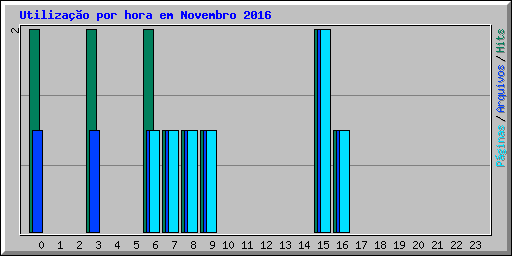 Utilização por hora em Novembro 2016
2
Páginas / Arquivos / Hits
0 1 2 3 4 5 6 7 8 9 10 11 12 13 14 15 16 17 18 19 20 21 22 23